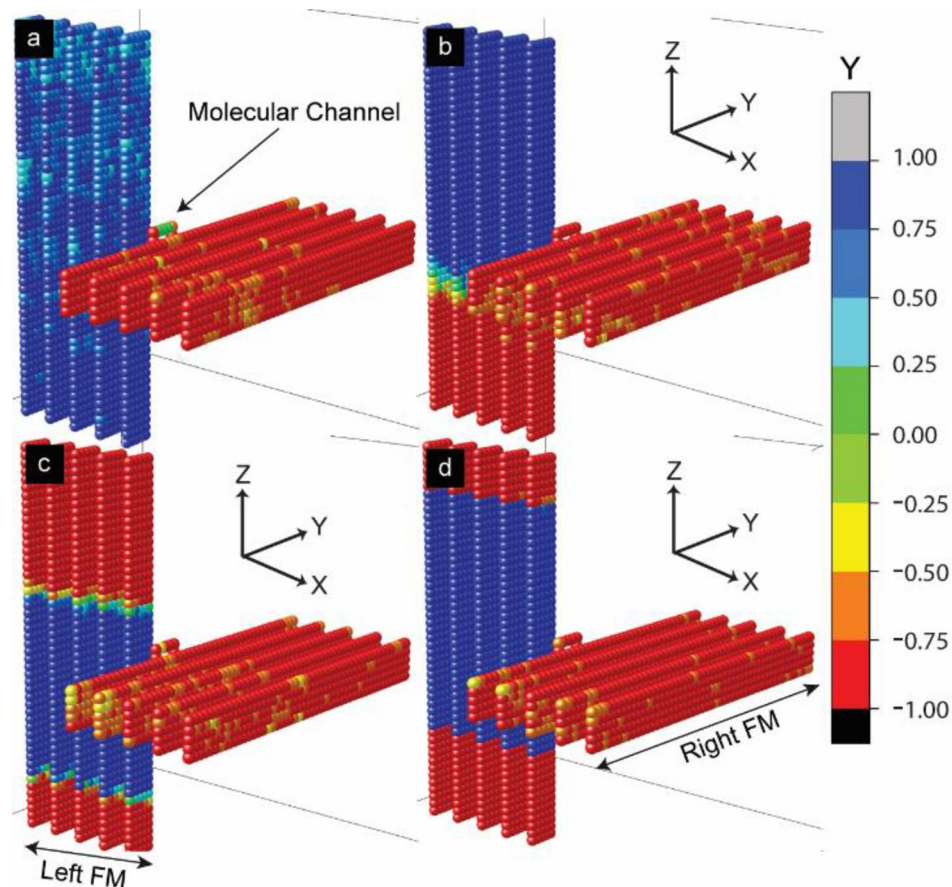 a
Molecular Channel
b
Z
Y
X
Y
1.00
0.75
0.50
0.25
0.00
-0.25
-0.50
-0.75
-1.00
c
Z
Y
X
Left FM
d
Z
Y
X
Right FM